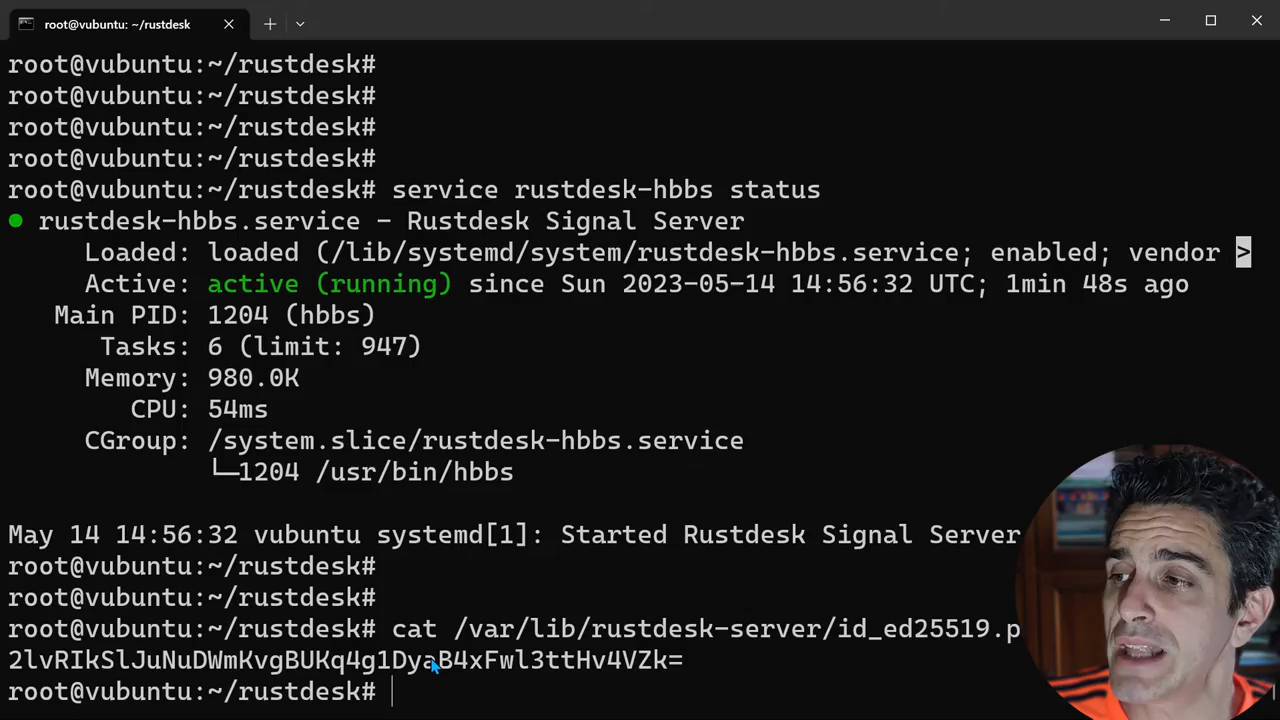 root@vubuntu: ~/rustdesk
root@vubuntu:~/rustdesk#
root@vubuntu:~/rustdesk#
root@vubuntu:~/rustdesk#
root@vubuntu:~/rustdesk#
root@vubuntu:~/rustdesk# service rustdesk-hbbs status
● rustdesk-hbbs.service - Rustdesk Signal Server
Loaded: loaded (/lib/systemd/system/rustdesk-hbbs.service; enabled; vendor >
Active: active (running) since Sun 2023-05-14 14:56:32 UTC; 1min 48s ago
Main PID: 1204 (hbbs)
Tasks: 6 (limit: 947)
Memory: 980.0K
CPU: 54ms
CGroup: /system.slice/rustdesk-hbbs.service
└─1204 /usr/bin/hbbs
May 14 14:56:32 vubuntu systemd[1]: Started Rustdesk Signal Server
root@vubuntu:~/rustdesk#
root@vubuntu:~/rustdesk#
root@vubuntu:~/rustdesk# cat /var/lib/rustdesk-server/id_ed25519.p
2lvRIkSlJuNuDWmKvgBUKq4g1DyaB4xFwl3ttHv4VZk=
root@vubuntu:~/rustdesk#